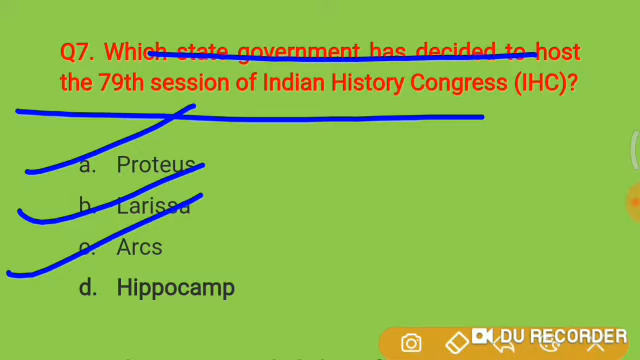 Q7. Which state government has decided to host
the 79th session of Indian History Congress (IHC)?
a. Proteus
b. Larissa
c. Arcs
d. Hippocamp
DU RECORDER